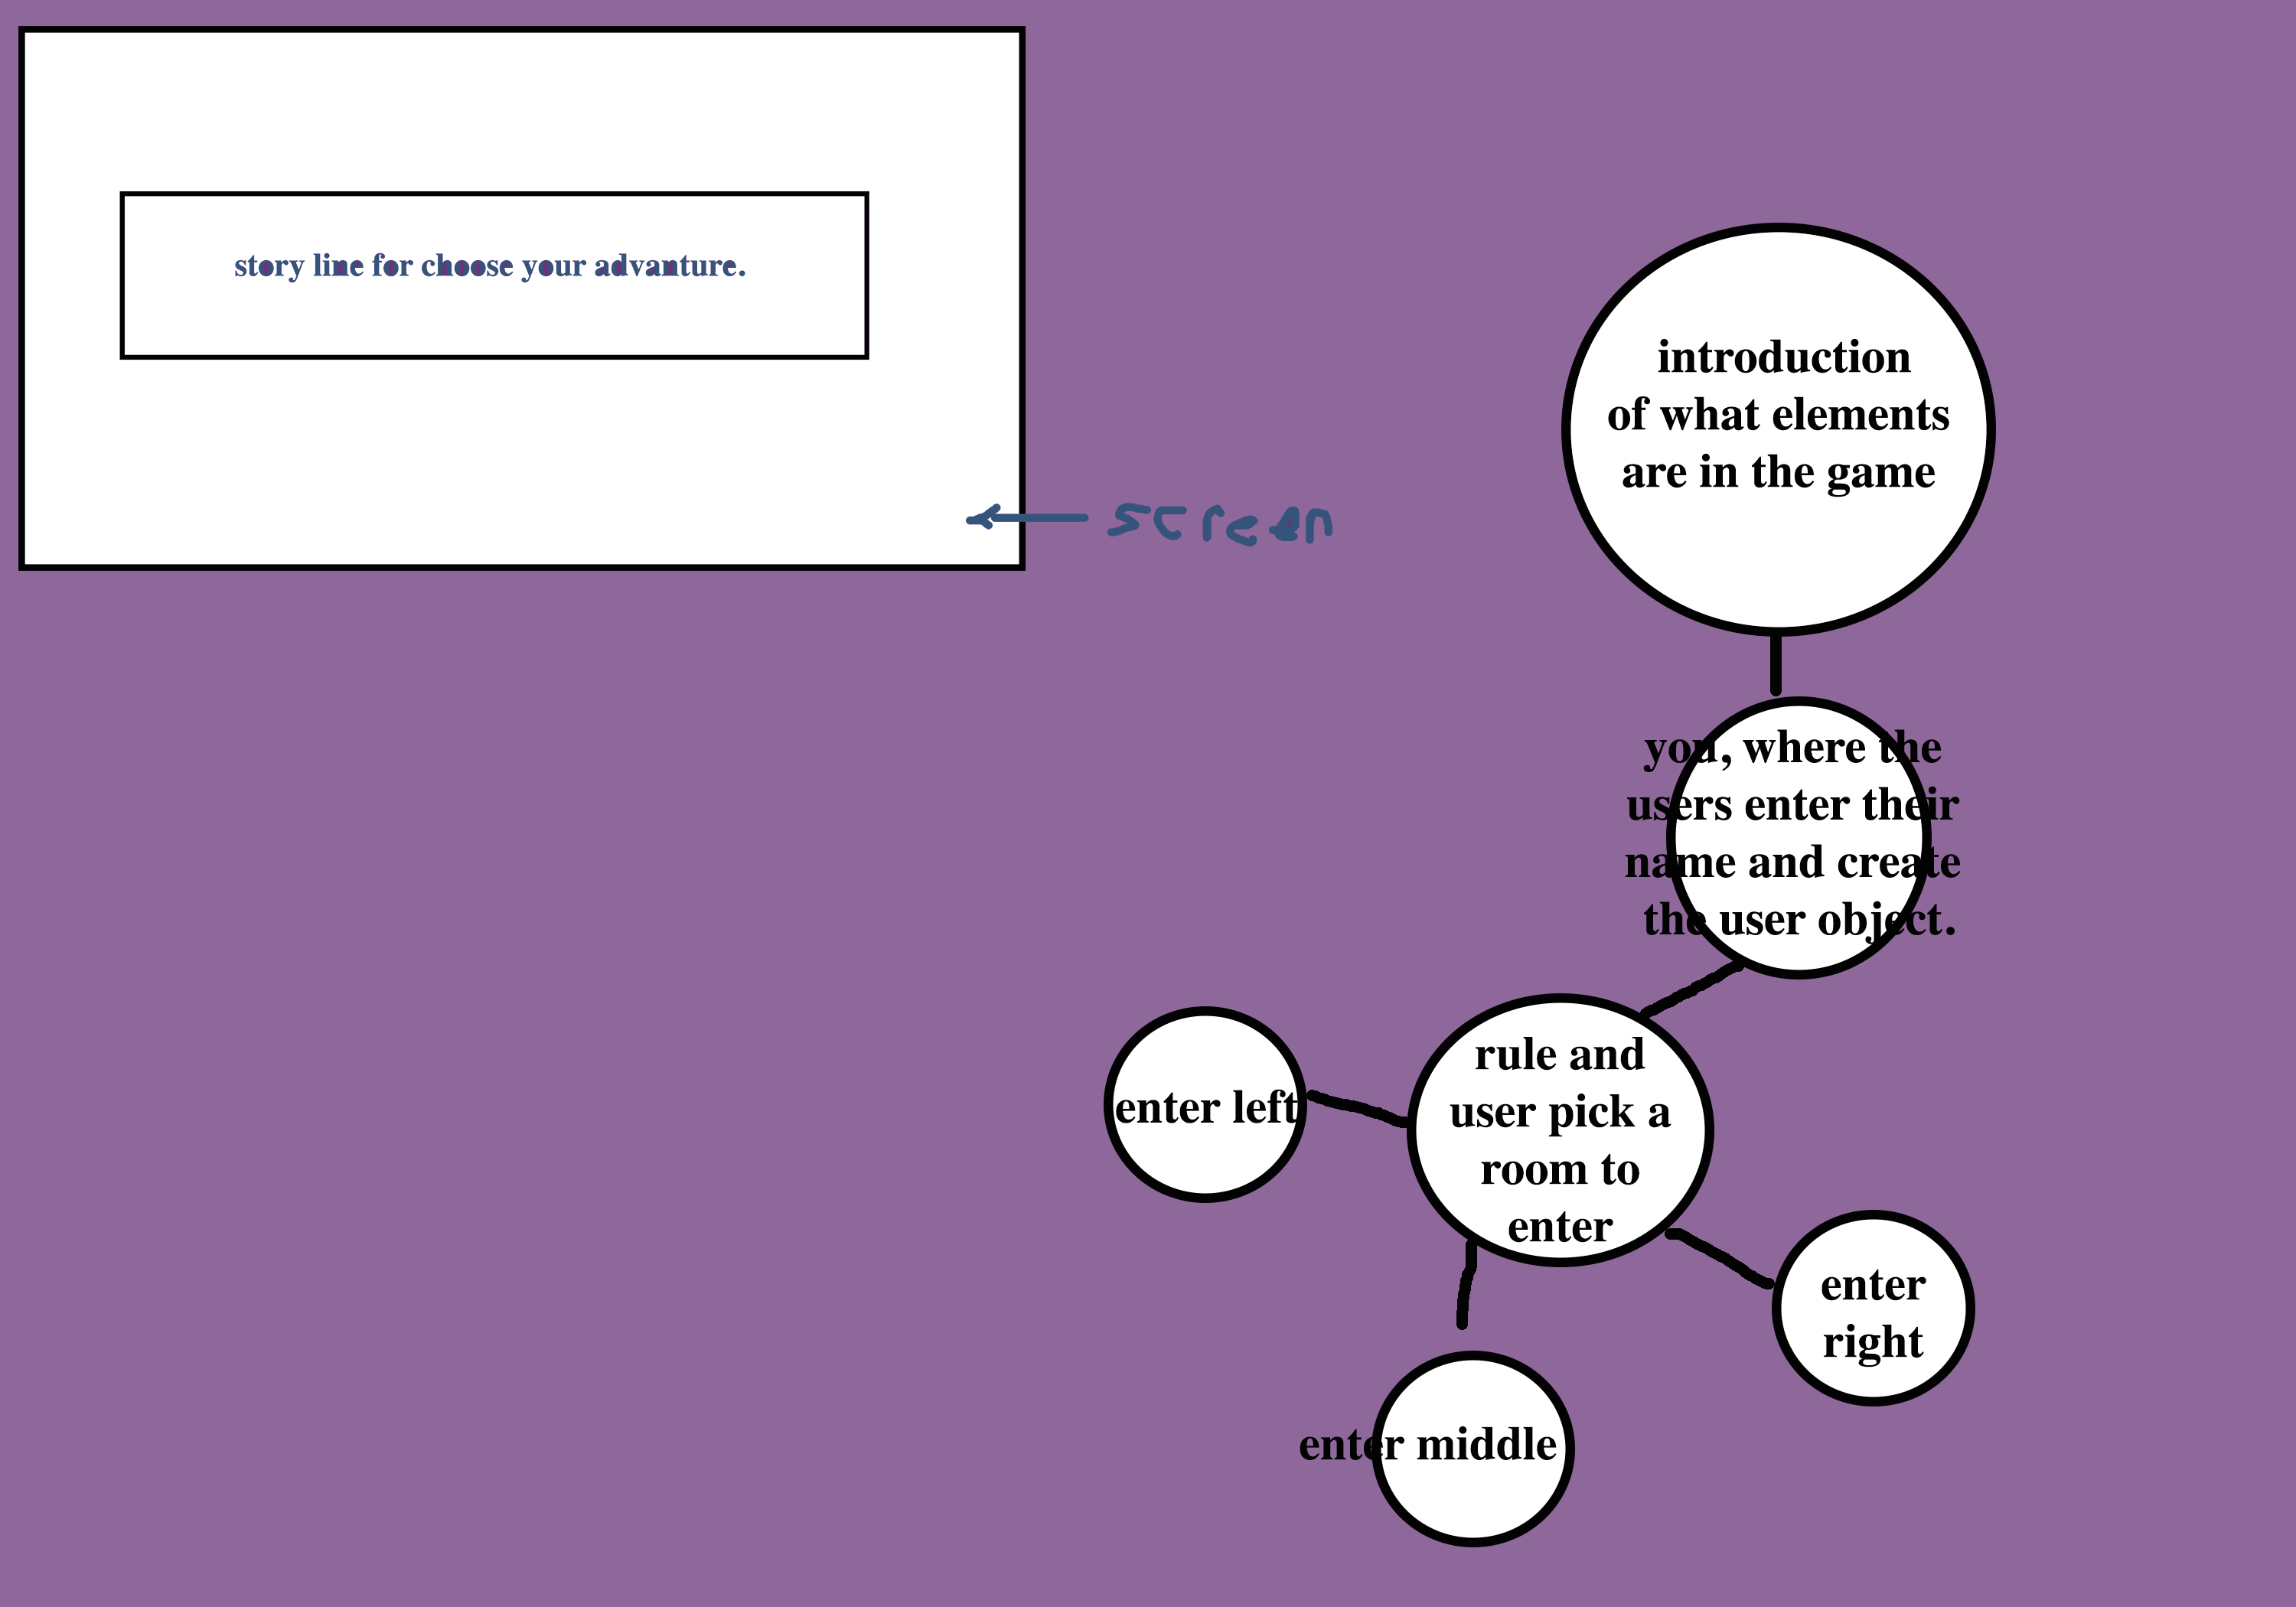 story line for choose your advanture.
screen
introduction
of what elements
are in the game
you, where the
users enter their
name and create
the user object.
rule and
user pick a
room to
enter
enter left
enter
right
enter middle